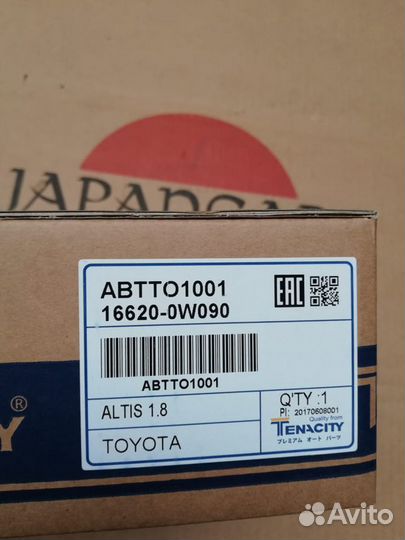 JAPANCAR
ABTTO1001
16620-0W090
EAC
ABTTO1001
ALTIS 1.8
Q'TY :1
PI: 20170608001
Quality from
TENACITY
プレミアム オート パーツ
TOYOTA
®
Y
Avito